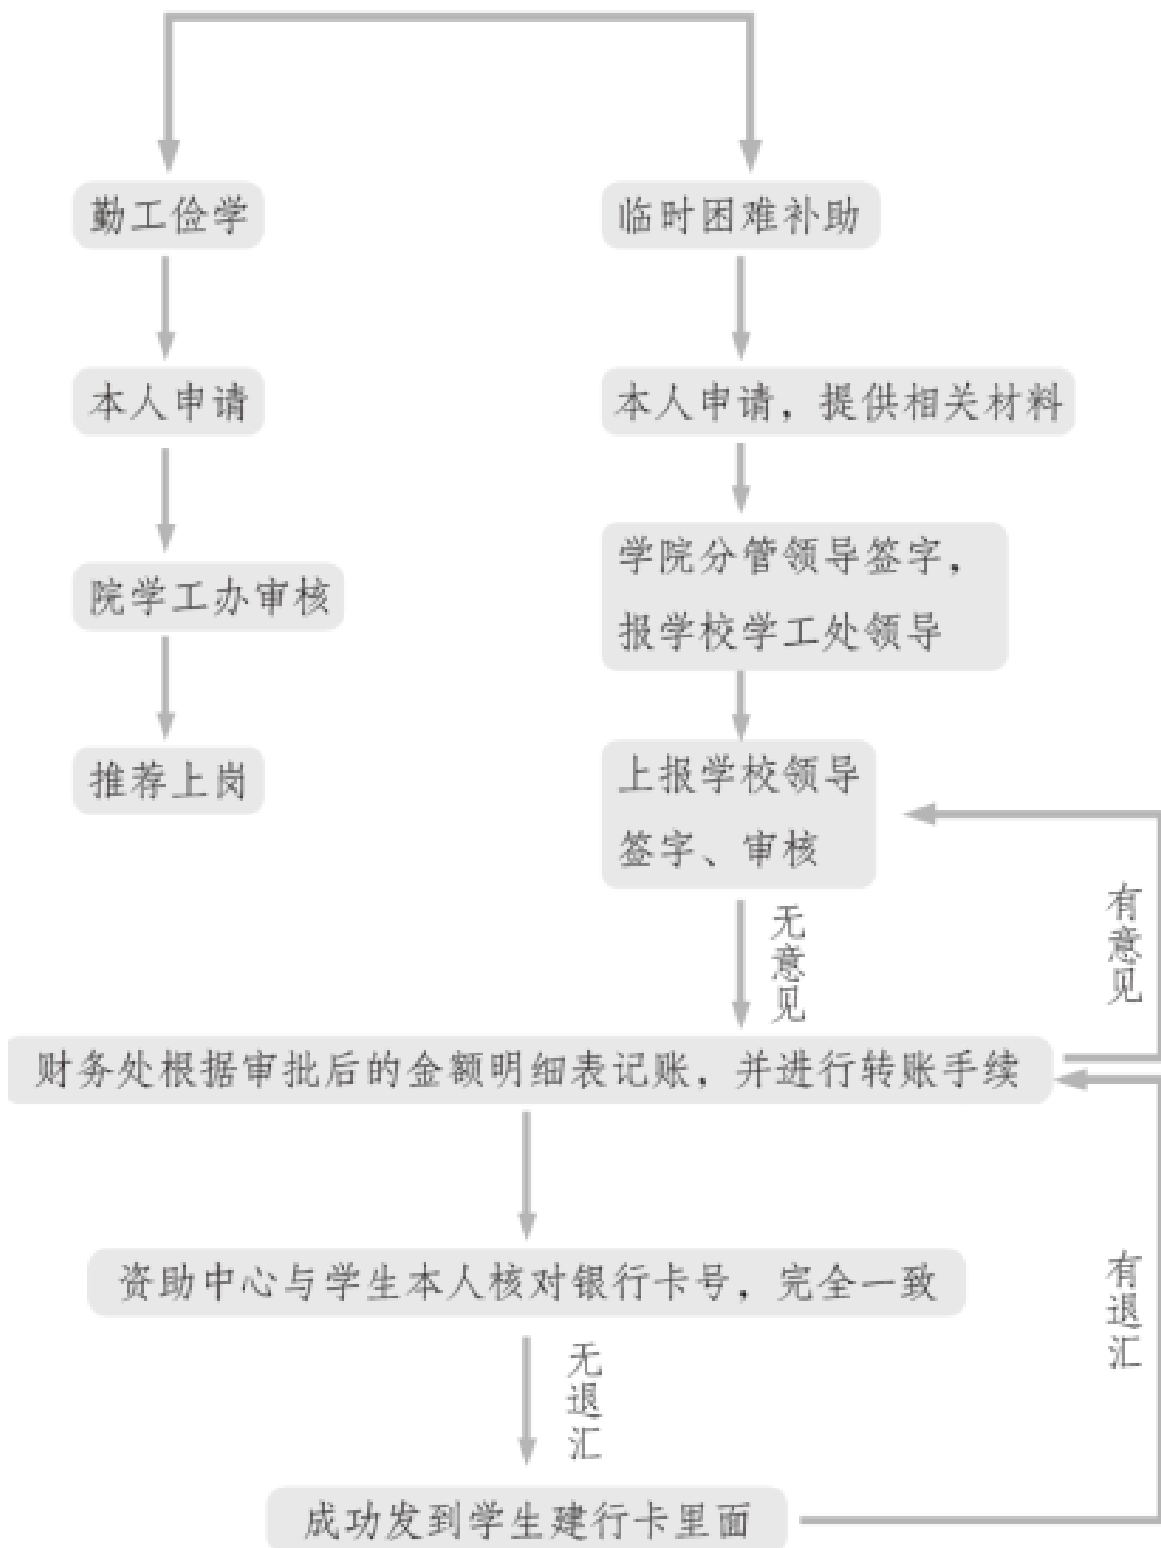 勤工俭学
本人申请
院学工办审核
推荐上岗
临时困难补助
本人申请，提供相关材料
学院分管领导签字，
报学校学工处领导
上报学校领导
签字、审核
无意见
有意见
财务处根据审批后的金额明细表记账，并进行转账手续
资助中心与学生本人核对银行卡号，完全一致
无退汇
有退汇
成功发到学生建行卡里面